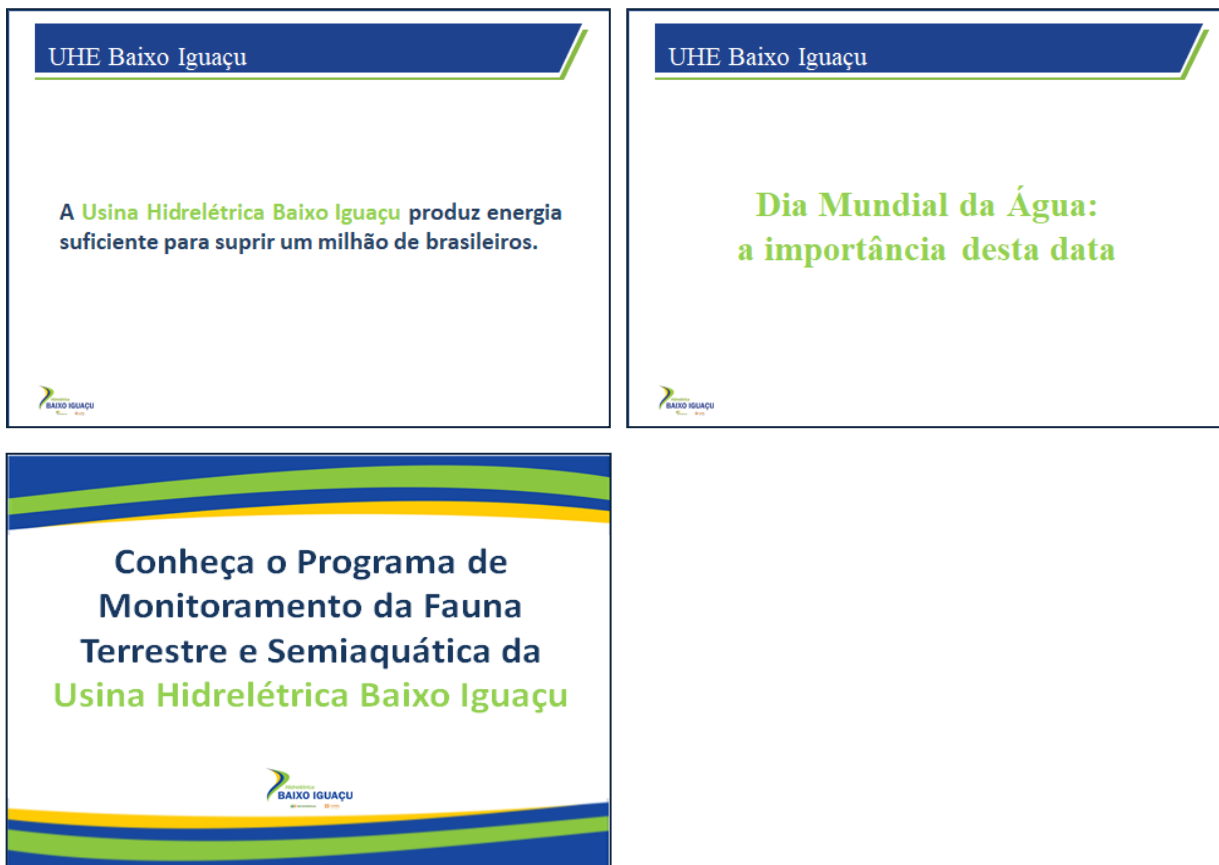 UHE Baixo Iguaçu
A Usina Hidrelétrica Baixo Iguaçu produz energia
suficiente para suprir um milhão de brasileiros.
BAIXO IGUAÇU
UHE Baixo Iguaçu
Dia Mundial da Água:
a importância desta data
BAIXO IGUAÇU
Conheça o Programa de
Monitoramento da Fauna
Terrestre e Semiaquática da
Usina Hidrelétrica Baixo Iguaçu
BAIXO IGUAÇU